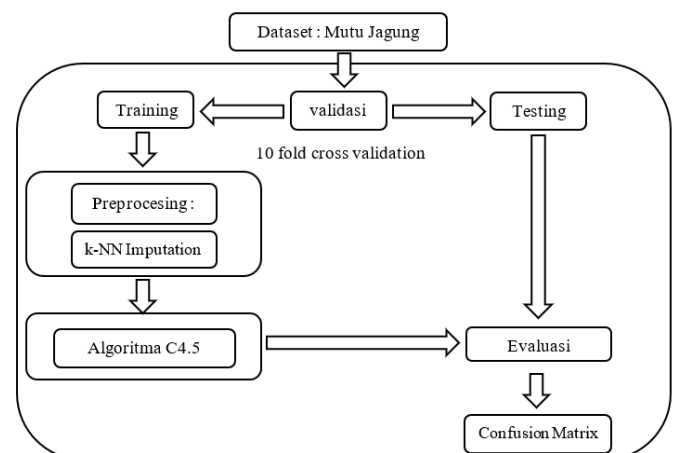 Dataset : Mutu Jagung
Training
validasi
Testing
10 fold cross validation
Preprocesing :
k-NN Imputation
Algoritma C4.5
Evaluasi
Confusion Matrix